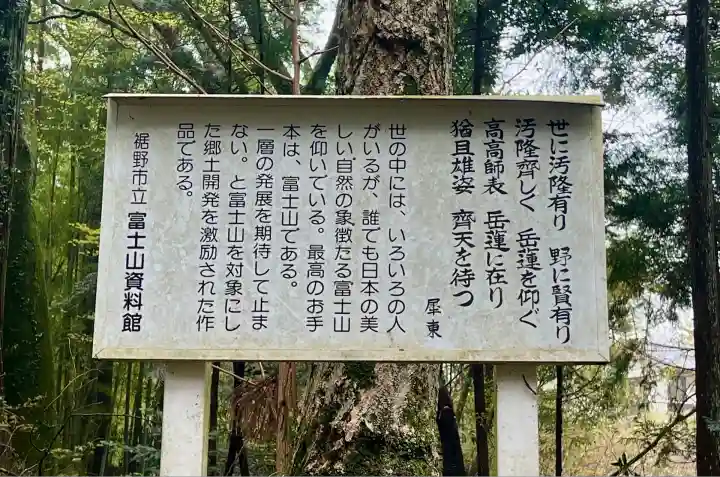 世に汚隆有り 野に賢有り
汚隆齊しく 岳蓮を仰ぐ
高高師表 岳蓮に在り
猶且雄姿 齊天を待つ
犀東
世の中には、いろいろの人
がいるが、誰でも日本の美
しい自然の象徴たる富士山
を仰いでいる。最高のお手
本は、富士山である。
一層の発展を期待して止ま
ない。と富士山を対象にし
た郷土開発を激励された作
品である。
裾野市立 富士山資料館